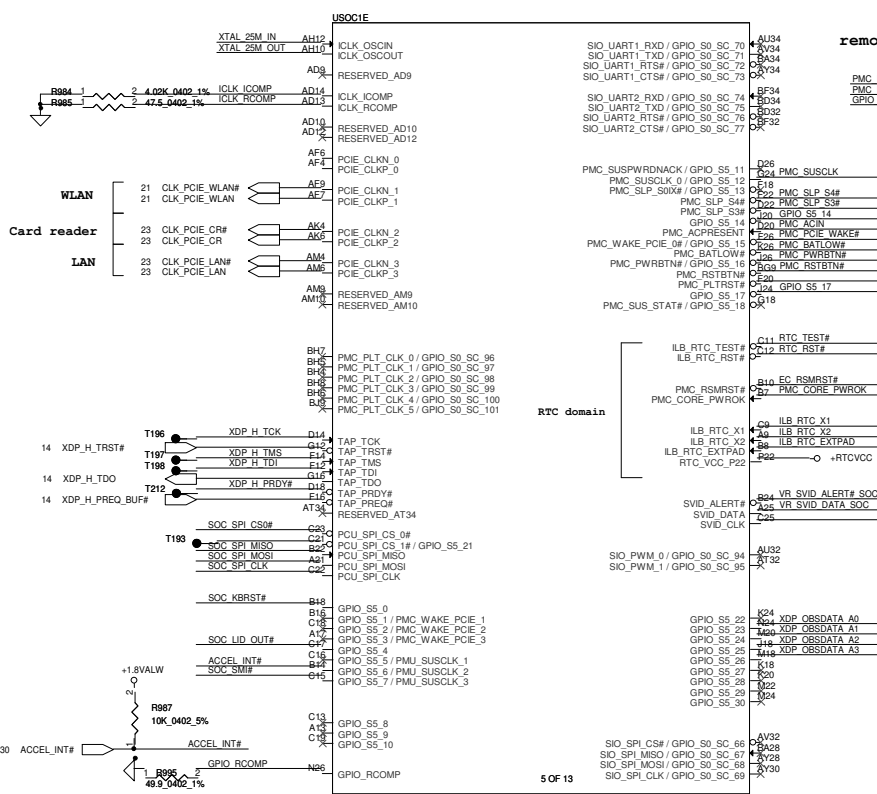 USOC1E
XTAL_25M_IN AH12 ICLK_OSCIN
XTAL_25M_OUT AH10 ICLK_OSCOUT
AD9 RESERVED_AD9
R984 1 2 4.02K_0402_1% ICLK_ICOMP AD14 ICLK_ICOMP
R985 1 2 47.5_0402_1% ICLK_RCOMP AD13 ICLK_RCOMP
AD10 RESERVED_AD10
AD12 RESERVED_AD12
AF6 PCIE_CLKN_0
AF4 PCIE_CLKP_0
WLAN
21 CLK_PCIE_WLAN# AF9 PCIE_CLKN_1
21 CLK_PCIE_WLAN AF7 PCIE_CLKP_1
Card reader
23 CLK_PCIE_CR# AK4 PCIE_CLKN_2
23 CLK_PCIE_CR AK6 PCIE_CLKP_2
LAN
23 CLK_PCIE_LAN# AM4 PCIE_CLKN_3
23 CLK_PCIE_LAN AM6 PCIE_CLKP_3
AM9 RESERVED_AM9
AM10 RESERVED_AM10
BH7 PMC_PLT_CLK_0 / GPIO_S0_SC_96
BH5 PMC_PLT_CLK_1 / GPIO_S0_SC_97
BH4 PMC_PLT_CLK_2 / GPIO_S0_SC_98
BH8 PMC_PLT_CLK_3 / GPIO_S0_SC_99
BH6 PMC_PLT_CLK_4 / GPIO_S0_SC_100
BJ9 PMC_PLT_CLK_5 / GPIO_S0_SC_101
T196 XDP_H_TCK D14 TAP_TCK
14 XDP_H_TRST# G12 TAP_TRST#
T197 XDP_H_TMS F14 TAP_TMS
T198 XDP_H_TDI F12 TAP_TDI
14 XDP_H_TDO G16 TAP_TDO
T212 XDP_H_PRDY# D18 TAP_PRDY#
14 XDP_H_PREQ_BUF# F16 TAP_PREQ#
AT34 RESERVED_AT34
SOC_SPI_CS0# C23 PCU_SPI_CS_0#
T193 C21 PCU_SPI_CS_1# / GPIO_S5_21
SOC_SPI_MISO B22 PCU_SPI_MISO
SOC_SPI_MOSI A21 PCU_SPI_MOSI
SOC_SPI_CLK C22 PCU_SPI_CLK
SOC_KBRST# B18 GPIO_S5_0
B16 GPIO_S5_1 / PMC_WAKE_PCIE_1
C18 GPIO_S5_2 / PMC_WAKE_PCIE_2
A17 GPIO_S5_3 / PMC_WAKE_PCIE_3
SOC_LID_OUT# C17 GPIO_S5_4
C16 GPIO_S5_5 / PMU_SUSCLK_1
ACCEL_INT# B14 GPIO_S5_6 / PMU_SUSCLK_2
SOC_SMI# C15 GPIO_S5_7 / PMU_SUSCLK_3
+1.8VALW
2
R987
10K_0402_5%
1
C13 GPIO_S5_8
A13 GPIO_S5_9
C19 GPIO_S5_10
30 ACCEL_INT# ACCEL_INT#
1 R995 2 GPIO_RCOMP N26 GPIO_RCOMP
49.9_0402_1%
5 OF 13
SIO_UART1_RXD / GPIO_S0_SC_70 AU34
SIO_UART1_TXD / GPIO_S0_SC_71 AV34
SIO_UART1_RTS# / GPIO_S0_SC_72 BA34
SIO_UART1_CTS# / GPIO_S0_SC_73 AY34
SIO_UART2_RXD / GPIO_S0_SC_74 BF34
SIO_UART2_TXD / GPIO_S0_SC_75 BD34
SIO_UART2_RTS# / GPIO_S0_SC_76 BD32
SIO_UART2_CTS# / GPIO_S0_SC_77 BF32
remo
PMC_
PMC_
GPIO_
PMC_SUSPWRDNACK / GPIO_S5_11 D26
PMC_SUSCLK_0 / GPIO_S5_12 G24 PMC_SUSCLK
PMC_SLP_S0IX# / GPIO_S5_13 F18
PMC_SLP_S4# F22 PMC_SLP_S4#
PMC_SLP_S3# D22 PMC_SLP_S3#
GPIO_S5_14 J20 GPIO_S5_14
PMC_ACPRESENT D20 PMC_ACIN
PMC_WAKE_PCIE_0# / GPIO_S5_15 F26 PMC_PCIE_WAKE#
PMC_BATLOW# K26 PMC_BATLOW#
PMC_PWRBTN# / GPIO_S5_16 J26 PMC_PWRBTN#
PMC_RSTBTN# BG9 PMC_RSTBTN#
PMC_PLTRST# F20
GPIO_S5_17 J24 GPIO_S5_17
PMC_SUS_STAT# / GPIO_S5_18 G18
RTC domain
ILB_RTC_TEST# C11 RTC_TEST#
ILB_RTC_RST# C12 RTC_RST#
PMC_RSMRST# B10 EC_RSMRST#
PMC_CORE_PWROK B7 PMC_CORE_PWROK
ILB_RTC_X1 C9 ILB_RTC_X1
ILB_RTC_X2 A9 ILB_RTC_X2
ILB_RTC_EXTPAD B8 ILB_RTC_EXTPAD
RTC_VCC_P22 P22 +RTCVCC
SVID_ALERT# B24 VR_SVID_ALERT#_SOC
SVID_DATA A25 VR_SVID_DATA_SOC
SVID_CLK C25
SIO_PWM_0 / GPIO_S0_SC_94 AU32
SIO_PWM_1 / GPIO_S0_SC_95 AT32
GPIO_S5_22 K24
GPIO_S5_23 N24 XDP_OBSDATA_A0
GPIO_S5_24 M20 XDP_OBSDATA_A1
GPIO_S5_25 J18 XDP_OBSDATA_A2
GPIO_S5_26 M18 XDP_OBSDATA_A3
GPIO_S5_27 K18
GPIO_S5_28 K20
GPIO_S5_29 M22
GPIO_S5_30 M24
SIO_SPI_CS# / GPIO_S0_SC_66 AV32
SIO_SPI_MISO / GPIO_S0_SC_67 BA28
SIO_SPI_MOSI / GPIO_S0_SC_68 AY28
SIO_SPI_CLK / GPIO_S0_SC_69 AY30